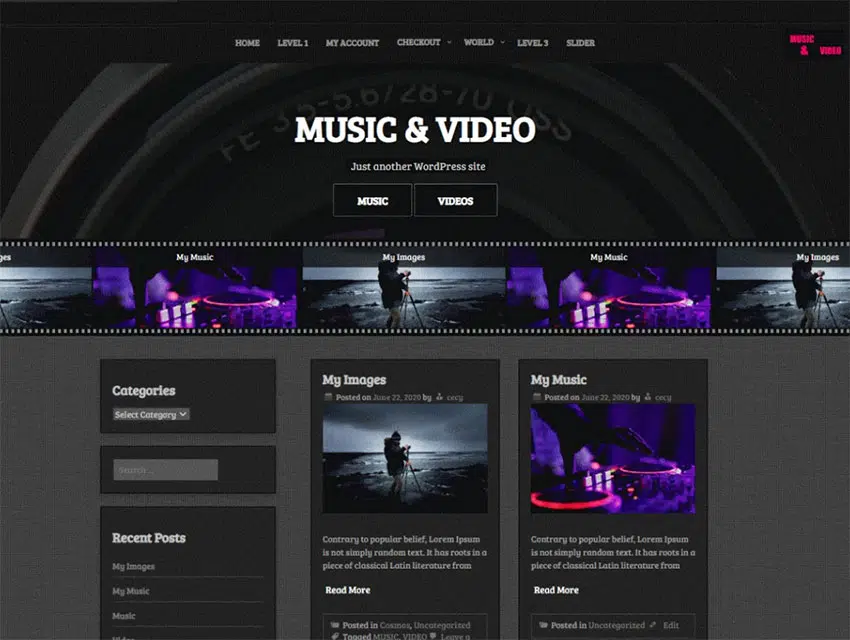 HOME LEVEL 1 MY ACCOUNT CHECKOUT WORLD LEVEL 3 SLIDER
MUSIC
& VIDEO
FE 3.5-5.6/28-70 OSS
MUSIC & VIDEO
Just another WordPress site
MUSIC VIDEOS
ges My Music My Images My Music My Images
Categories
Select Category
Search...
Recent Posts
My Images
My Music
Music
Video
My Images
Posted on June 22, 2020 by cecy
Contrary to popular belief, Lorem Ipsum
is not simply random text. It has roots in a
piece of classical Latin literature from
Read More
Posted in Cosmos, Uncategorized
Tagged MUSIC, VIDEO Leave a
My Music
Posted on June 22, 2020 by cecy
Contrary to popular belief, Lorem Ipsum
is not simply random text. It has roots in a
piece of classical Latin literature from
Read More
Posted in Uncategorized Edit